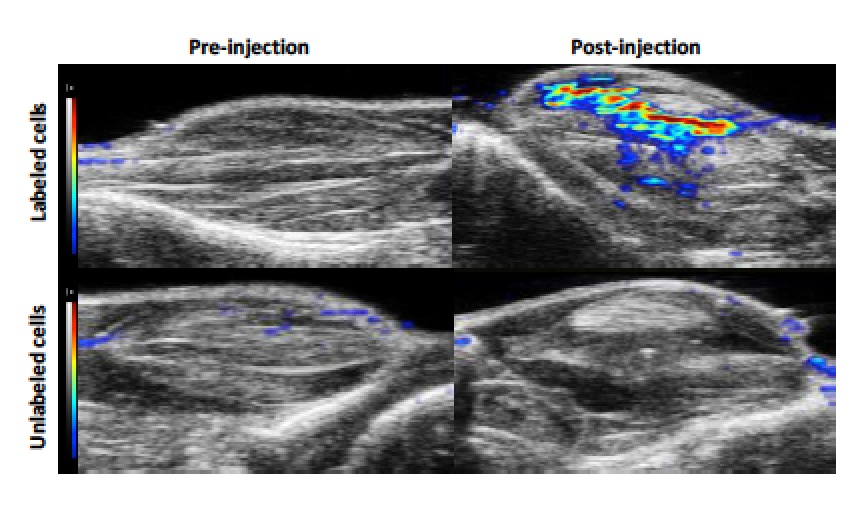 Pre-injection
Post-injection
Labeled cells
Unlabeled cells